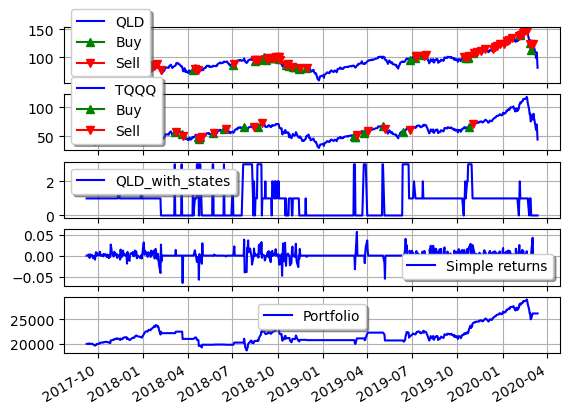 QLD
Buy
Sell
150
100
TQQQ
Buy
Sell
100
50
QLD_with_states
2
0
0.05
0.00
−0.05
Simple returns
25000
20000
Portfolio
2017-10
2018-01
2018-04
2018-07
2018-10
2019-01
2019-04
2019-07
2019-10
2020-01
2020-04